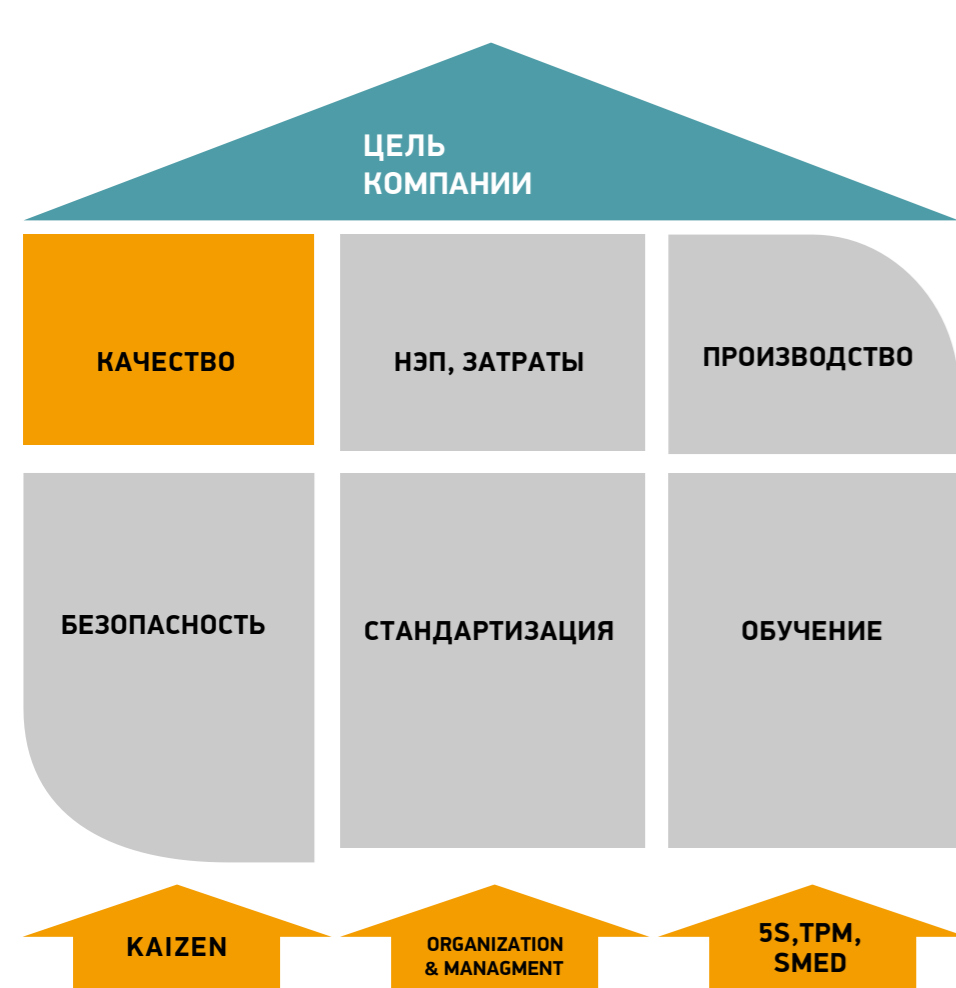 ЦЕЛЬ
КОМПАНИИ
КАЧЕСТВО
НЭП, ЗАТРАТЫ
ПРОИЗВОДСТВО
БЕЗОПАСНОСТЬ
СТАНДАРТИЗАЦИЯ
ОБУЧЕНИЕ
KAIZEN
ORGANIZATION
& MANAGMENT
5S,TPM,
SMED